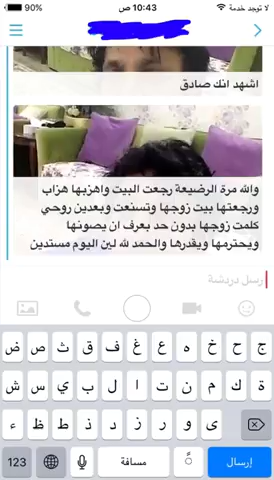 90%
10:43 ص
لا توجد خدمة
اشهد انك صادق
والله مرة الرضيعة رجعت البيت واهزبها هزاب
ورجعتها بيت زوجها وتسنعت وبعدين روحي
كلمت زوجها بدون حد يعرف ان يصونها
ويحترمها ويقدرها والحمد لله لين اليوم مستدين
رسل دردشة
ج ح خ ه ع غ ف ق ث ص ض
ة ك م ن ت ا ل ب ي س ش
ى و ر ز د ذ ط ظ ء
123
مسافة
إرسال